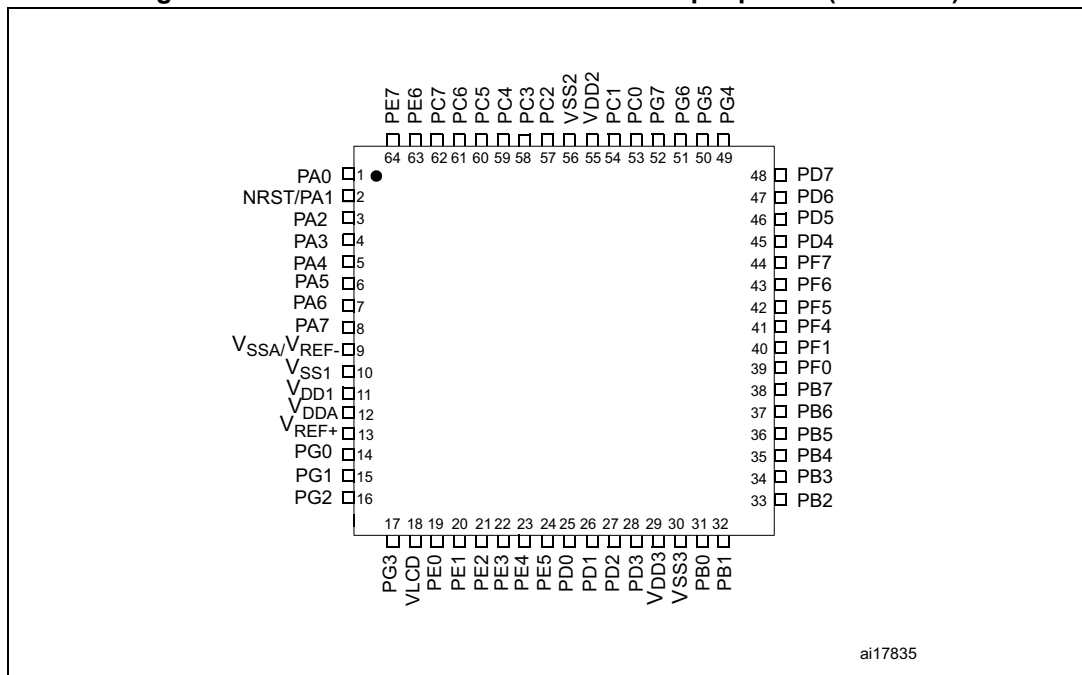 PE7
PE6
PC7
PC6
PC5
PC4
PC3
PC2
VSS2
VDD2
PC1
PC0
PG7
PG6
PG5
PG4
64 63 62 61 60 59 58 57 56 55 54 53 52 51 50 49
PA0 1
NRST/PA1 2
PA2 3
PA3 4
PA4 5
PA5 6
PA6 7
PA7 8
VSSA/VREF- 9
VSS1 10
VDD1 11
VDDA 12
VREF+ 13
PG0 14
PG1 15
PG2 16
48 PD7
47 PD6
46 PD5
45 PD4
44 PF7
43 PF6
42 PF5
41 PF4
40 PF1
39 PF0
38 PB7
37 PB6
36 PB5
35 PB4
34 PB3
33 PB2
17 18 19 20 21 22 23 24 25 26 27 28 29 30 31 32
PG3
VLCD
PE0
PE1
PE2
PE3
PE4
PE5
PD0
PD1
PD2
PD3
VDD3
VSS3
PB0
PB1
ai17835